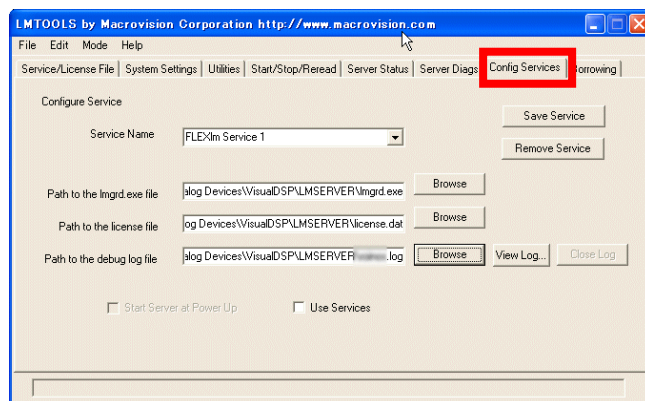 LMTOOLS by Macrovision Corporation http://www.macrovision.com
File Edit Mode Help
Service/License File System Settings Utilities Start/Stop/Reread Server Status Server Diags Config Services Borrowing
Configure Service
Save Service
Service Name FLEXlm Service 1
Remove Service
Path to the lmgrd.exe file alog Devices\VisualDSP\LMSERVER\lmgrd.exe Browse
Path to the license file og Devices\VisualDSP\LMSERVER\license.dat Browse
Path to the debug log file alog Devices\VisualDSP\LMSERVER .log Browse View Log... Close Log
Start Server at Power Up Use Services